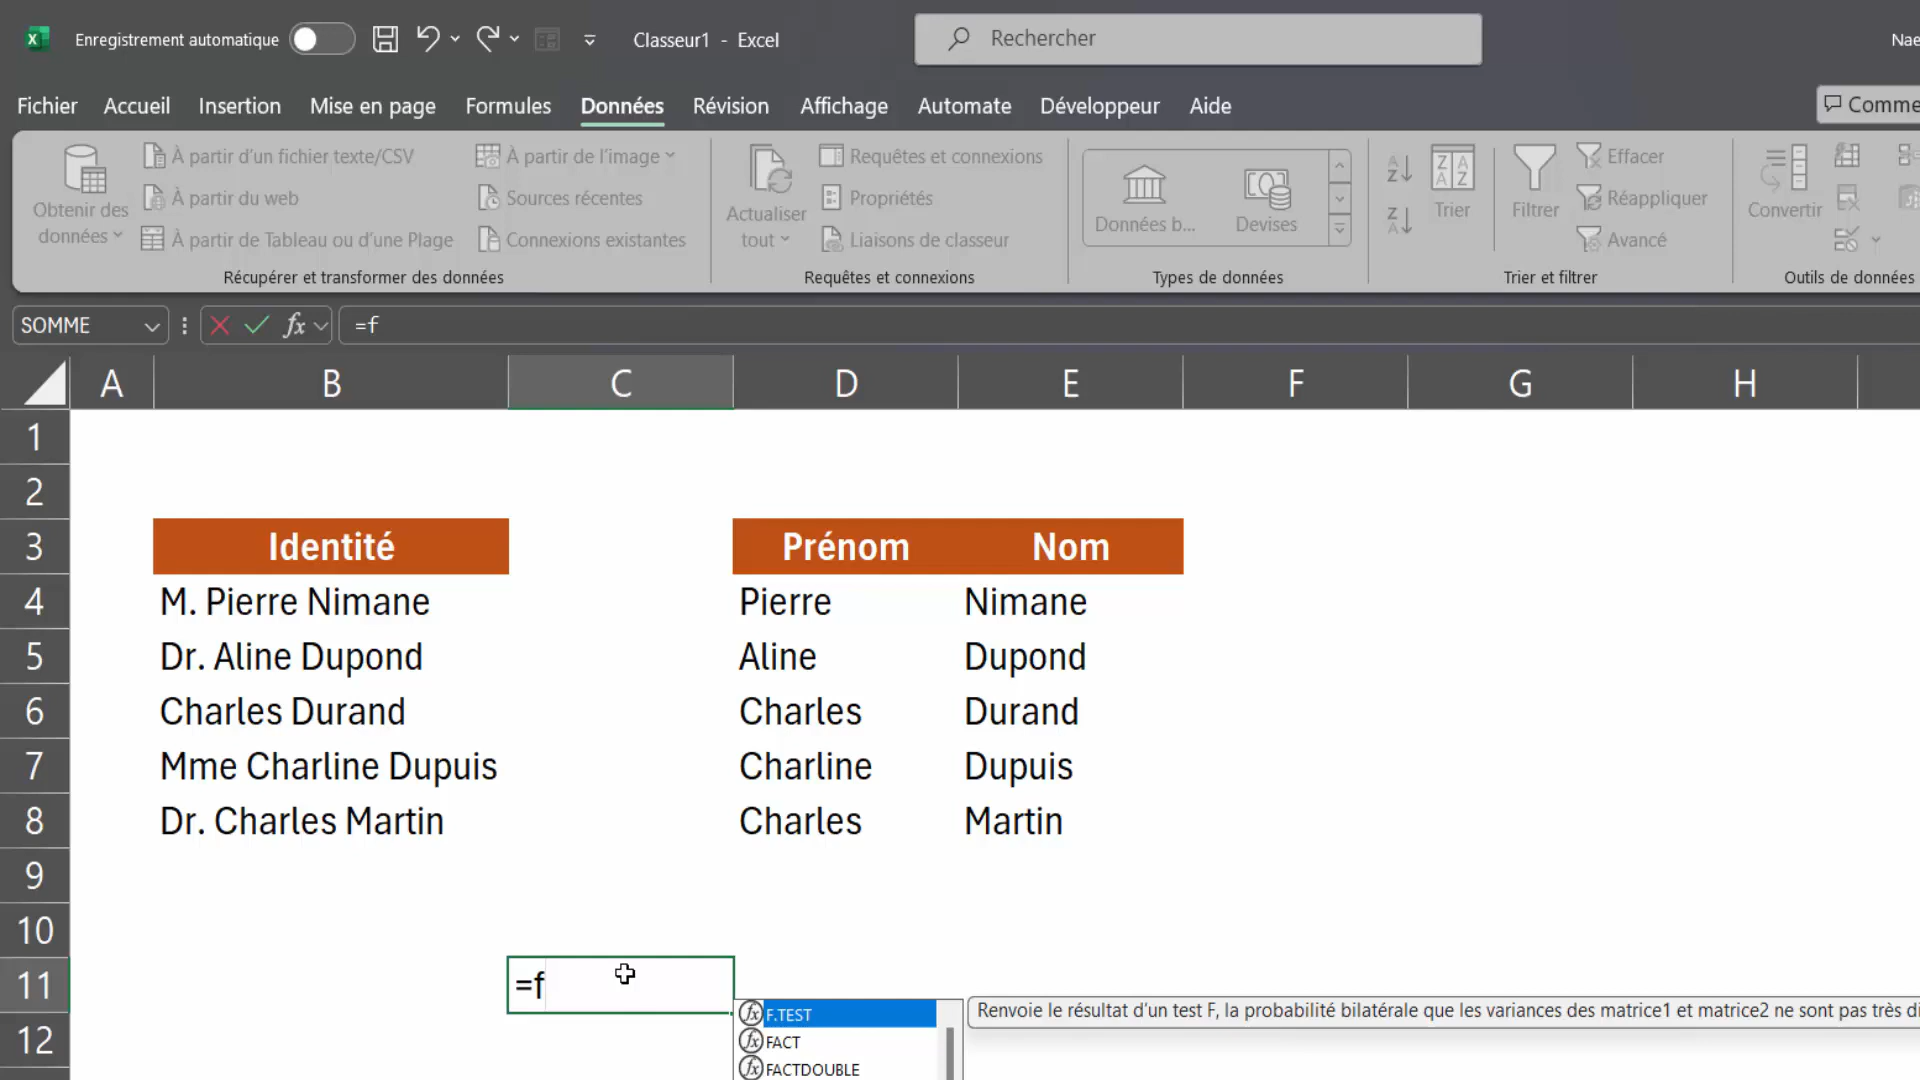 Enregistrement automatique
Classeur1 - Excel
Rechercher
Nae
Fichier Accueil Insertion Mise en page Formules Données Révision Affichage Automate Développeur Aide
Comme
Obtenir des données
À partir d'un fichier texte/CSV
À partir du web
À partir de Tableau ou d'une Plage
À partir de l'image
Sources récentes
Connexions existantes
Récupérer et transformer des données
Actualiser tout
Requêtes et connexions
Propriétés
Liaisons de classeur
Requêtes et connexions
Données b...
Devises
Types de données
Trier
Filtrer
Effacer
Réappliquer
Avancé
Trier et filtrer
Convertir
Outils de données
SOMME
fx
=f
A B C D E F G H
1
2
3 Identité Prénom Nom
4 M. Pierre Nimane Pierre Nimane
5 Dr. Aline Dupond Aline Dupond
6 Charles Durand Charles Durand
7 Mme Charline Dupuis Charline Dupuis
8 Dr. Charles Martin Charles Martin
9
10
11 =f
12
fx F.TEST
Renvoie le résultat d'un test F, la probabilité bilatérale que les variances des matrice1 et matrice2 ne sont pas très di
fx FACT
fx FACTDOUBLE